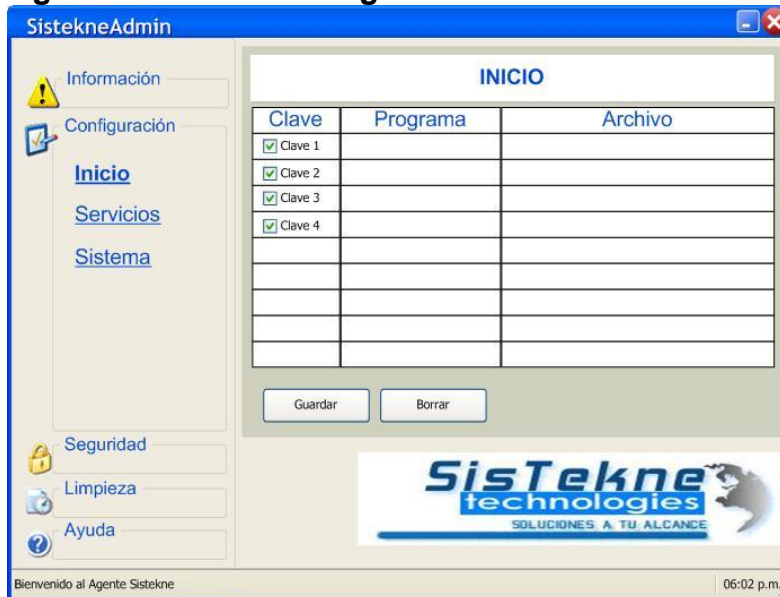 SistekneAdmin
Información
Configuración
Inicio
Servicios
Sistema
Seguridad
Limpieza
Ayuda
INICIO
Clave Programa Archivo
Clave 1
Clave 2
Clave 3
Clave 4
Guardar Borrar
SisTekne
technologies
SOLUCIONES A TU ALCANCE
Bienvenido al Agente Sistekne 06:02 p.m.